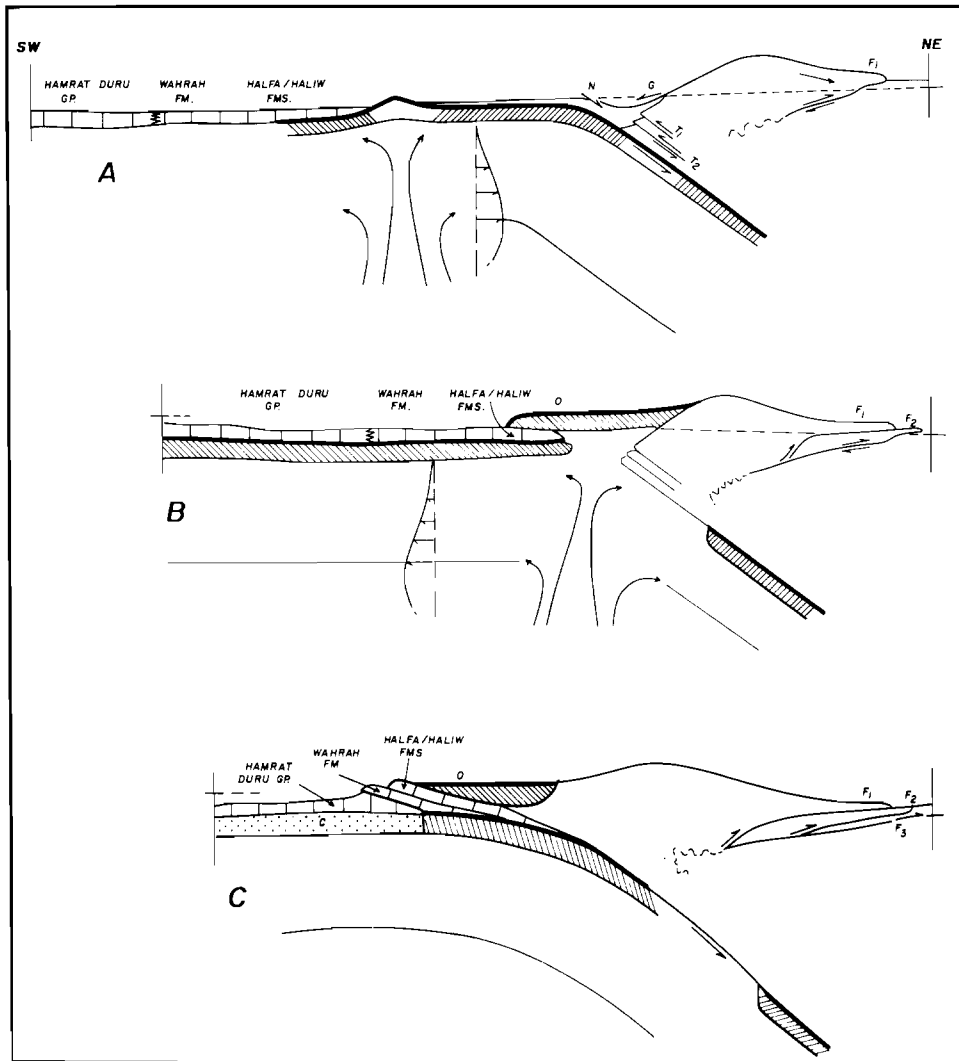 SW
NE
HAMRAT DURU
GP.
WAHRAH
FM.
HALFA/HALIW
FMS.
N
G
F1
T1
T2
A
HAMRAT DURU
GP.
WAHRAH
FM.
HALFA/HALIW
FMS.
O
F1
F2
B
HAMRAT
DURU GP.
WAHRAH
FM
HALFA/HALIW
FMS
O
C
F1
F2
F3
C